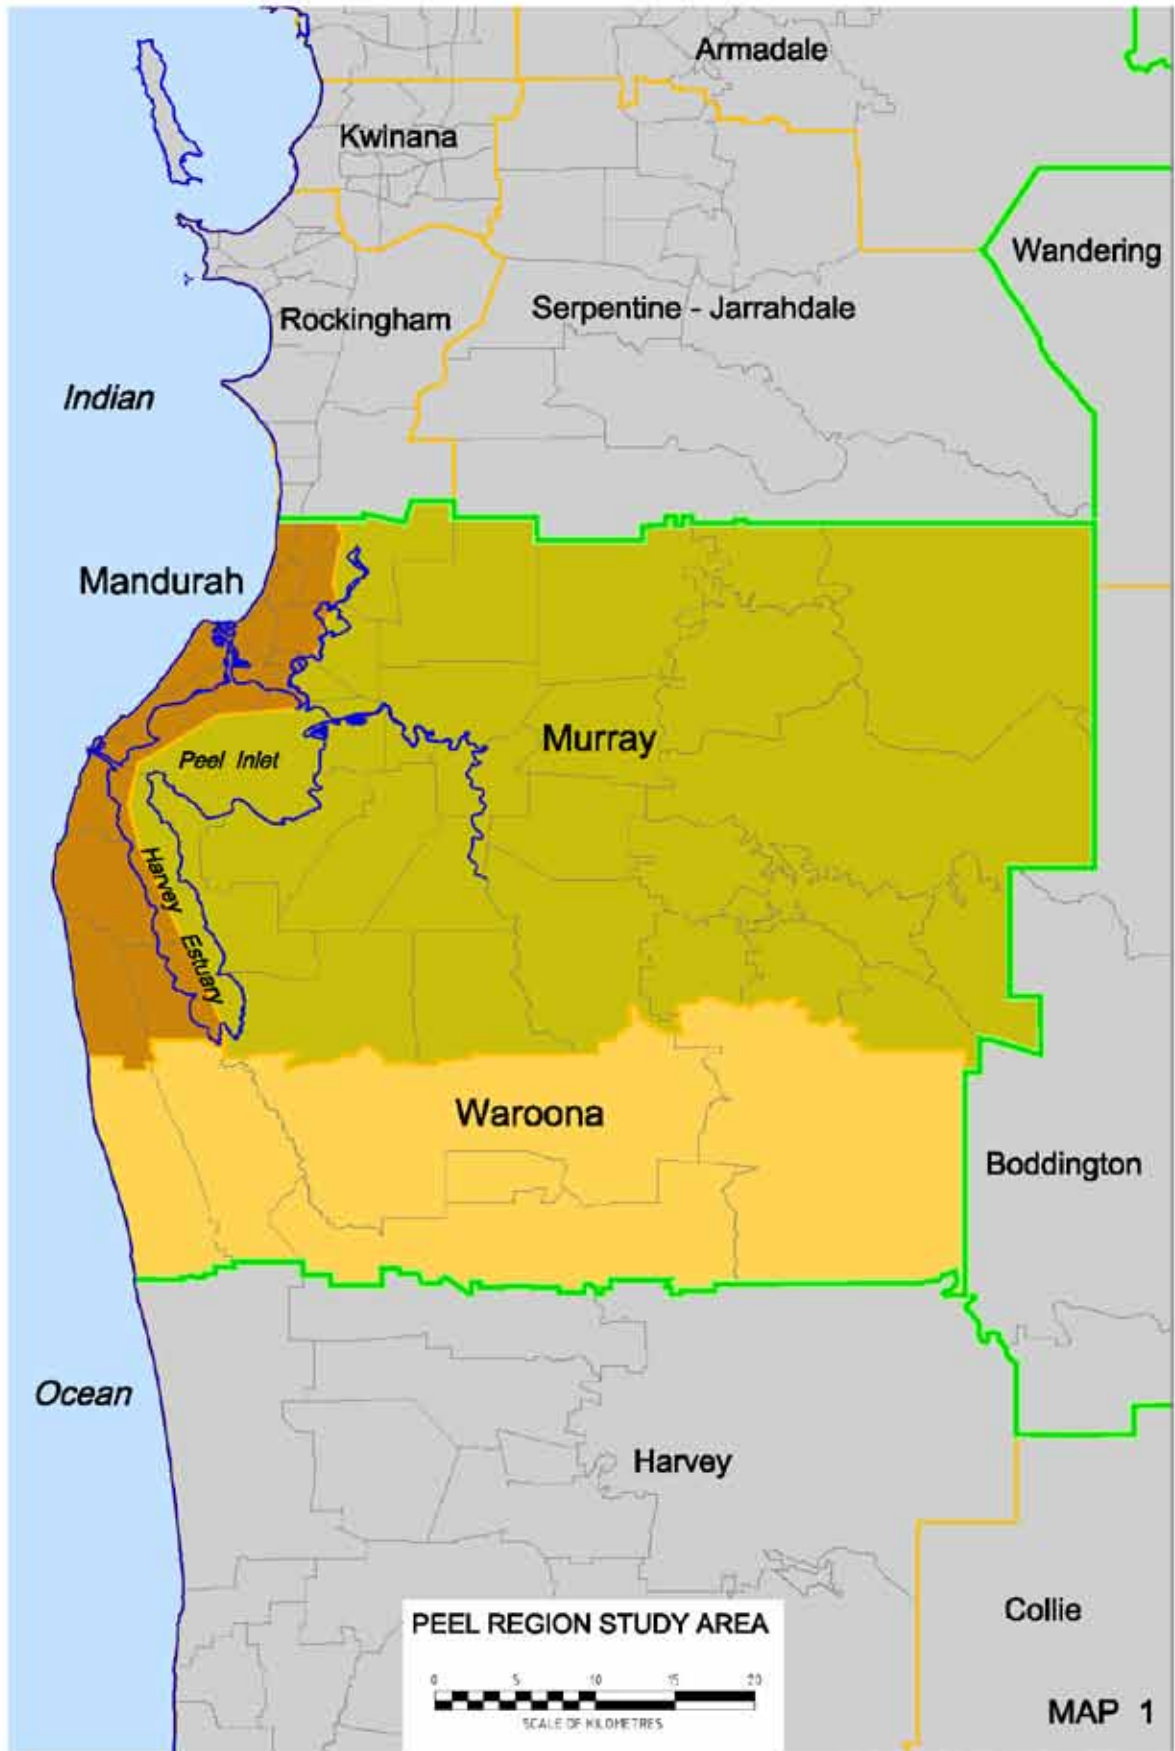 Armadale
Kwinana
Wandering
Serpentine - Jarrahdale
Rockingham
Indian
Mandurah
Murray
Peel Inlet
Harvey
Estuary
Waroona
Boddington
Ocean
Harvey
Collie
PEEL REGION STUDY AREA
0 5 10 15 20
SCALE OF KILOMETRES
MAP 1